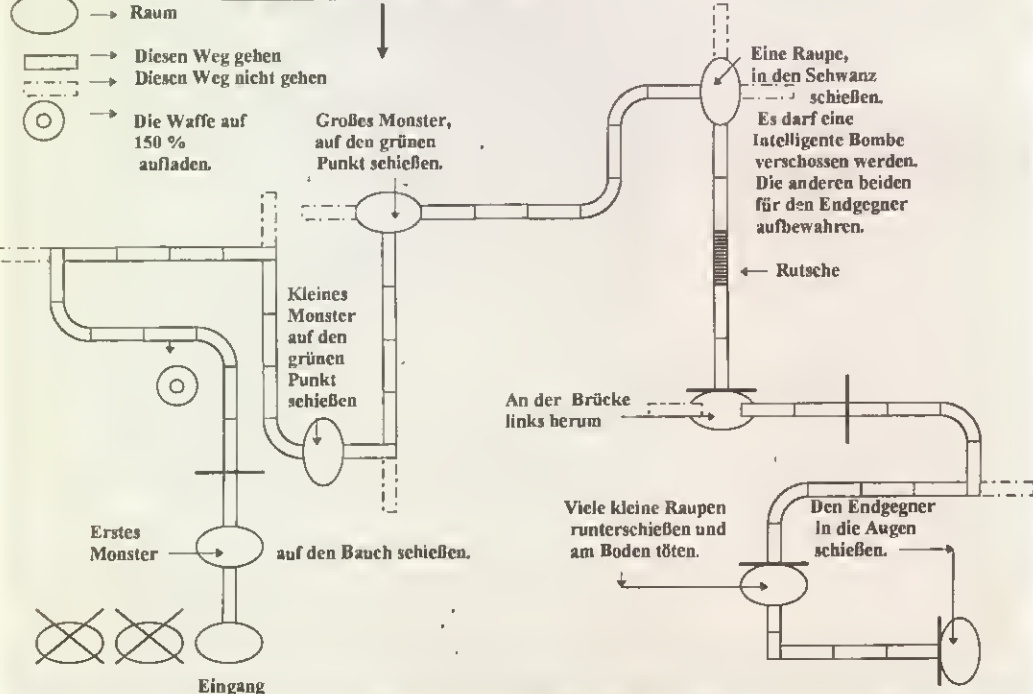 Raum
Diesen Weg gehen
Diesen Weg nicht gehen
Die Waffe auf
150 %
aufladen.
Großes Monster,
auf den grünen
Punkt schießen.
Eine Raupe,
in den Schwanz
schießen.
Es darf eine
Intelligente Bombe
verschossen werden.
Die anderen beiden
für den Endgegner
aufbewahren.
Rutsche
Kleines
Monster
auf den
grünen
Punkt
schießen
An der Brücke
links herum
Erstes
Monster
auf den Bauch schießen.
Viele kleine Raupen
runterschießen und
am Boden töten.
Den Endgegner
in die Augen
schießen.
Eingang